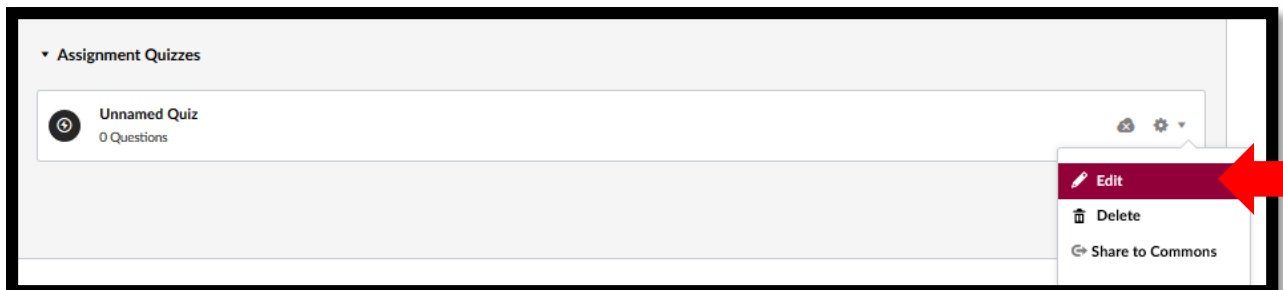 Assignment Quizzes
Unnamed Quiz
0 Questions
Edit
Delete
Share to Commons